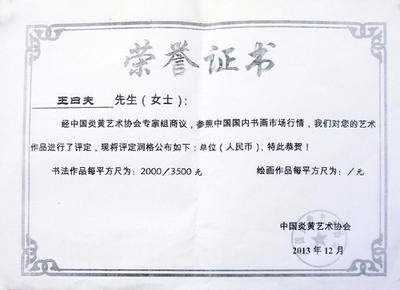 荣誉证书
王曰夫 先生（女士）：
经中国炎黄艺术协会专家组商议，参照中国国内书画市场行情，我们对您的艺术
作品进行了评定，现将评定润格公布如下：单位（人民币），特此恭贺！
书法作品每平方尺为：2000/3500元 绘画作品每平方尺为：/元
中国炎黄艺术协会
2013年12月